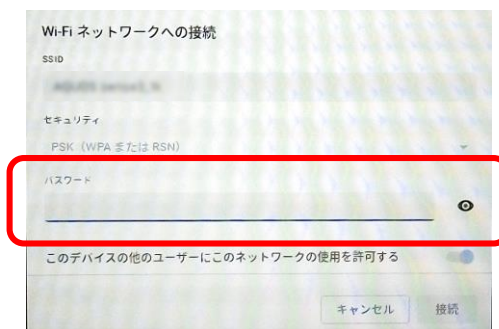 Wi-Fi ネットワークへの接続
SSID
セキュリティ
PSK（WPA または RSN）
パスワード
このデバイスの他のユーザーにこのネットワークの使用を許可する
キャンセル 接続